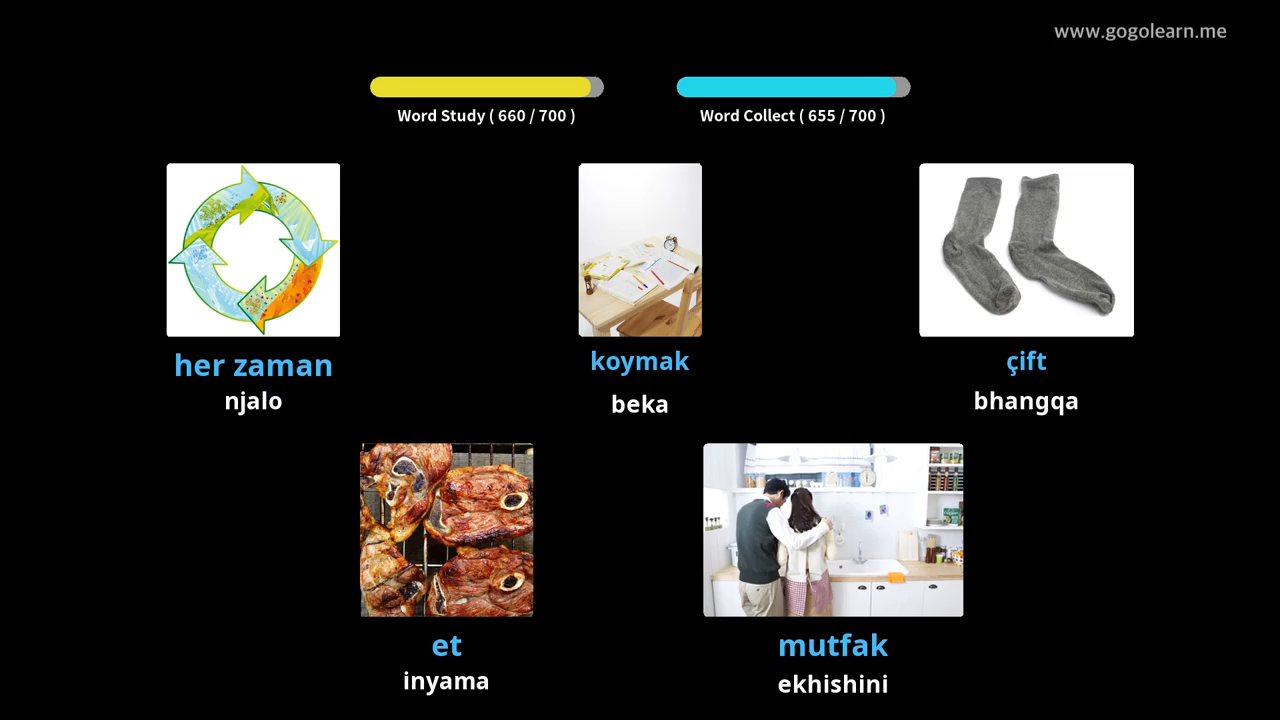 www.gogolearn.me
Word Study ( 660 / 700 )
Word Collect ( 655 / 700 )
her zaman
njalo
koymak
beka
çift
bhangqa
et
inyama
mutfak
ekhishini